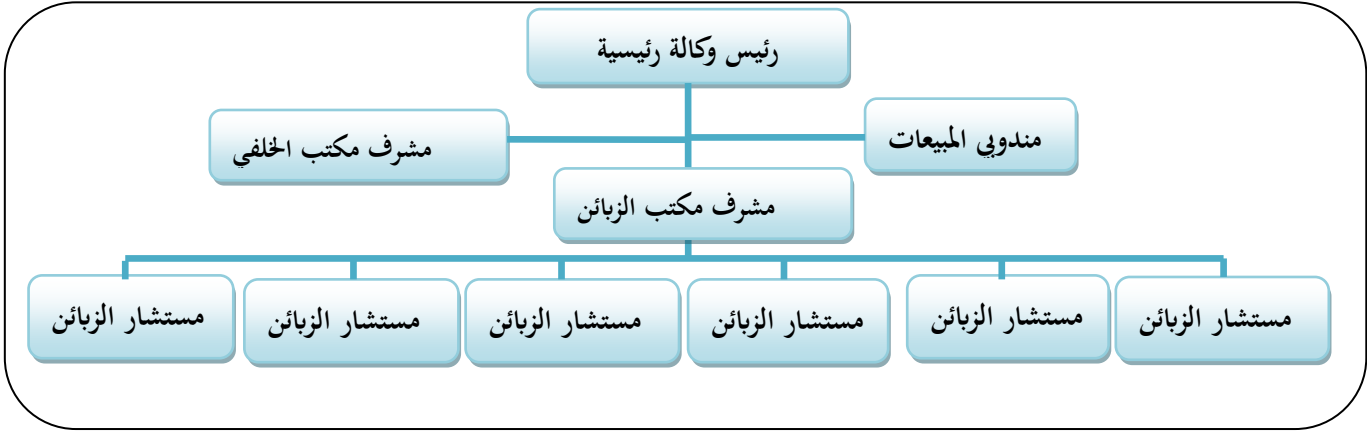 رئيس وكالة رئيسية
مندوبي المبيعات
مشرف مكتب الخلفي
مشرف مكتب الزبائن
مستشار الزبائن
مستشار الزبائن
مستشار الزبائن
مستشار الزبائن
مستشار الزبائن
مستشار الزبائن